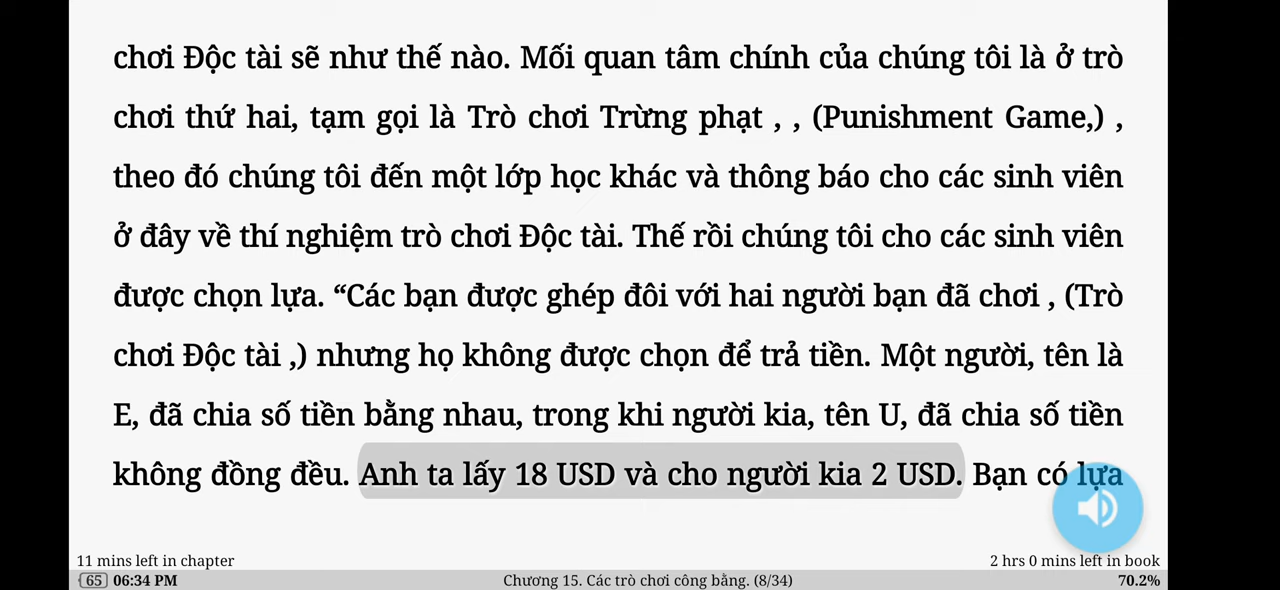 chơi Độc tài sẽ như thế nào. Mối quan tâm chính của chúng tôi là ở trò
chơi thứ hai, tạm gọi là Trò chơi Trừng phạt , , (Punishment Game,) ,
theo đó chúng tôi đến một lớp học khác và thông báo cho các sinh viên
ở đây về thí nghiệm trò chơi Độc tài. Thế rồi chúng tôi cho các sinh viên
được chọn lựa. “Các bạn được ghép đôi với hai người bạn đã chơi , (Trò
chơi Độc tài ,) nhưng họ không được chọn để trả tiền. Một người, tên là
E, đã chia số tiền bằng nhau, trong khi người kia, tên U, đã chia số tiền
không đồng đều. Anh ta lấy 18 USD và cho người kia 2 USD. Bạn có lựa
11 mins left in chapter
2 hrs 0 mins left in book
65 06:34 PM
Chương 15. Các trò chơi công bằng. (8/34)
70.2%